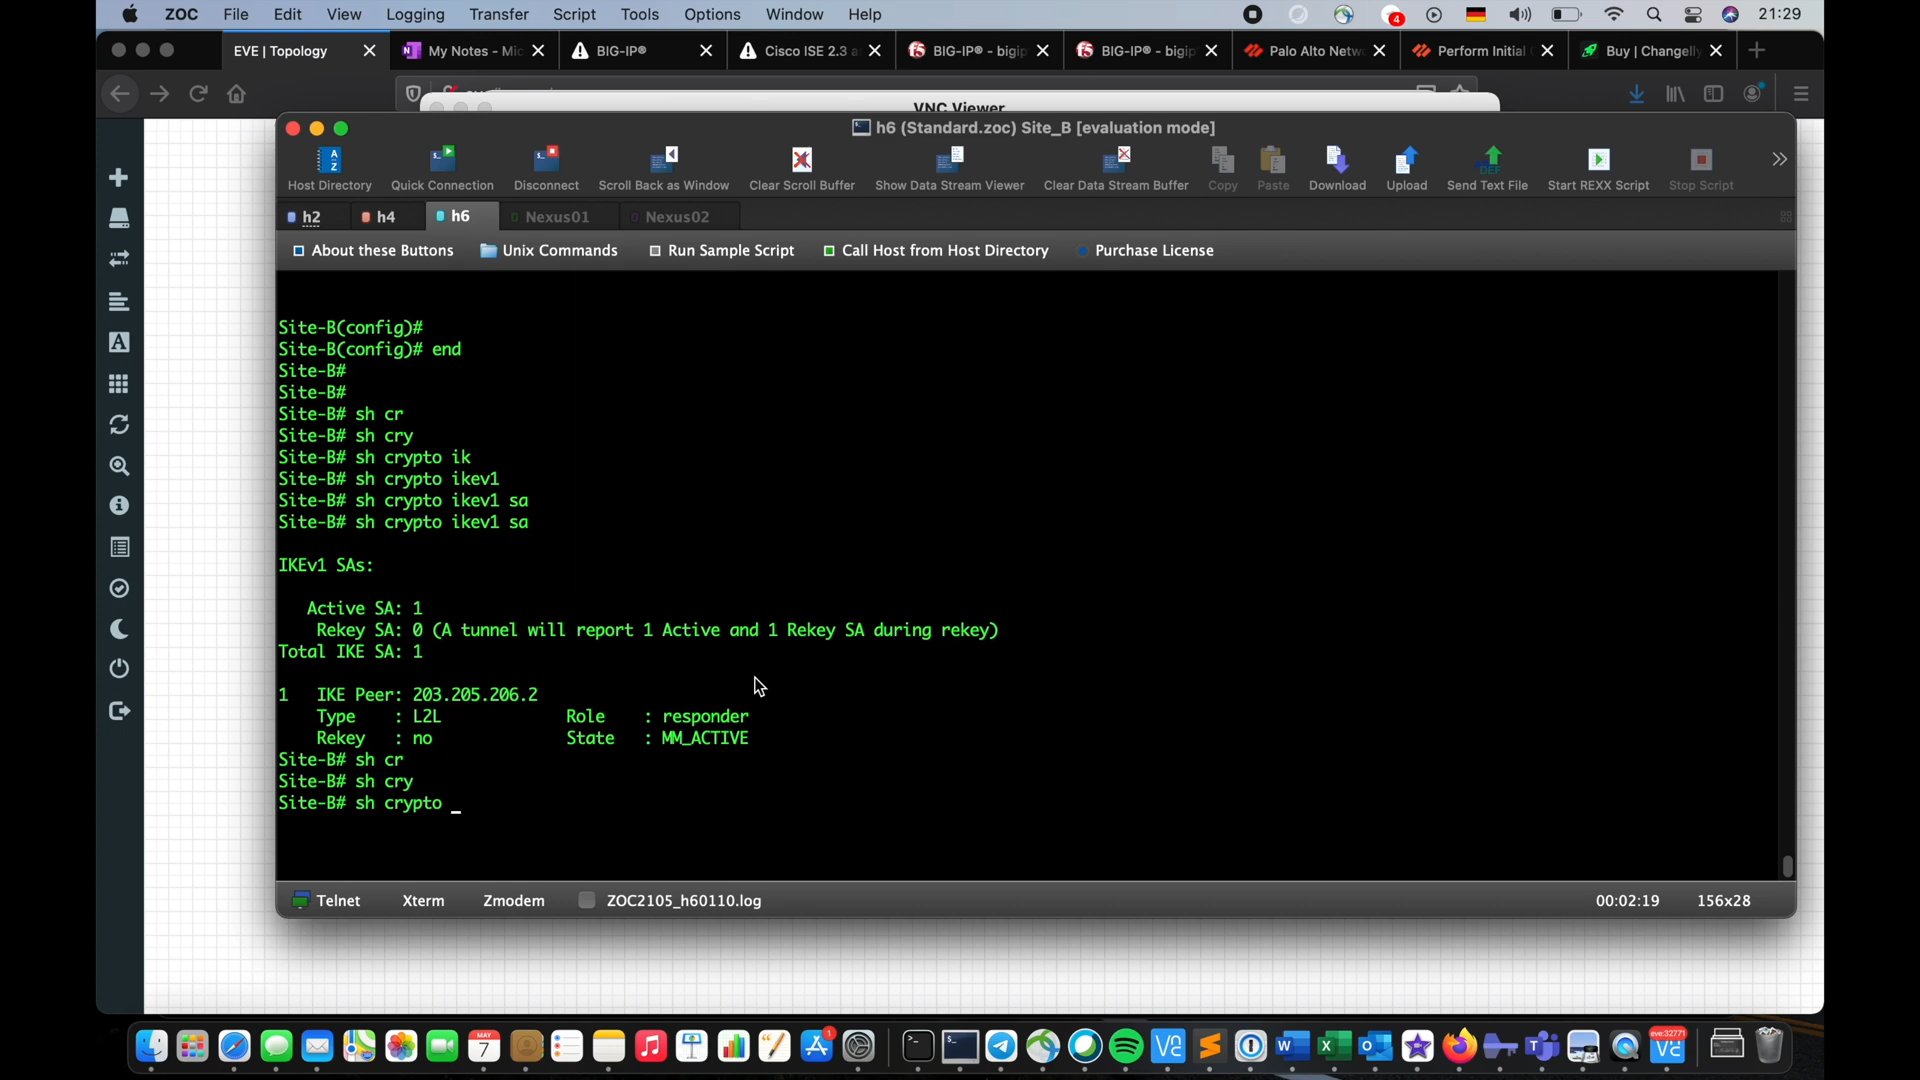 ZOC File Edit View Logging Transfer Script Tools Options Window Help 4 21:29
EVE | Topology My Notes - Mic BIG-IP® Cisco ISE 2.3 a BIG-IP® - bigip BIG-IP® - bigip Palo Alto Netw Perform Initial Buy | Changelly
VNC Viewer
h6 (Standard.zoc) Site_B [evaluation mode]
Host Directory Quick Connection Disconnect Scroll Back as Window Clear Scroll Buffer Show Data Stream Viewer Clear Data Stream Buffer Copy Paste Download Upload Send Text File Start REXX Script Stop Script
h2 h4 h6 Nexus01 Nexus02
About these Buttons Unix Commands Run Sample Script Call Host from Host Directory Purchase License
Site-B(config)#
Site-B(config)# end
Site-B#
Site-B#
Site-B# sh cr
Site-B# sh cry
Site-B# sh crypto ik
Site-B# sh crypto ikev1
Site-B# sh crypto ikev1 sa
Site-B# sh crypto ikev1 sa
IKEv1 SAs:
Active SA: 1
Rekey SA: 0 (A tunnel will report 1 Active and 1 Rekey SA during rekey)
Total IKE SA: 1
1 IKE Peer: 203.205.206.2
Type : L2L Role : responder
Rekey : no State : MM_ACTIVE
Site-B# sh cr
Site-B# sh cry
Site-B# sh crypto _
Telnet Xterm Zmodem ZOC2105_h60110.log 00:02:19 156x28
MAY
7
1
eve:32771